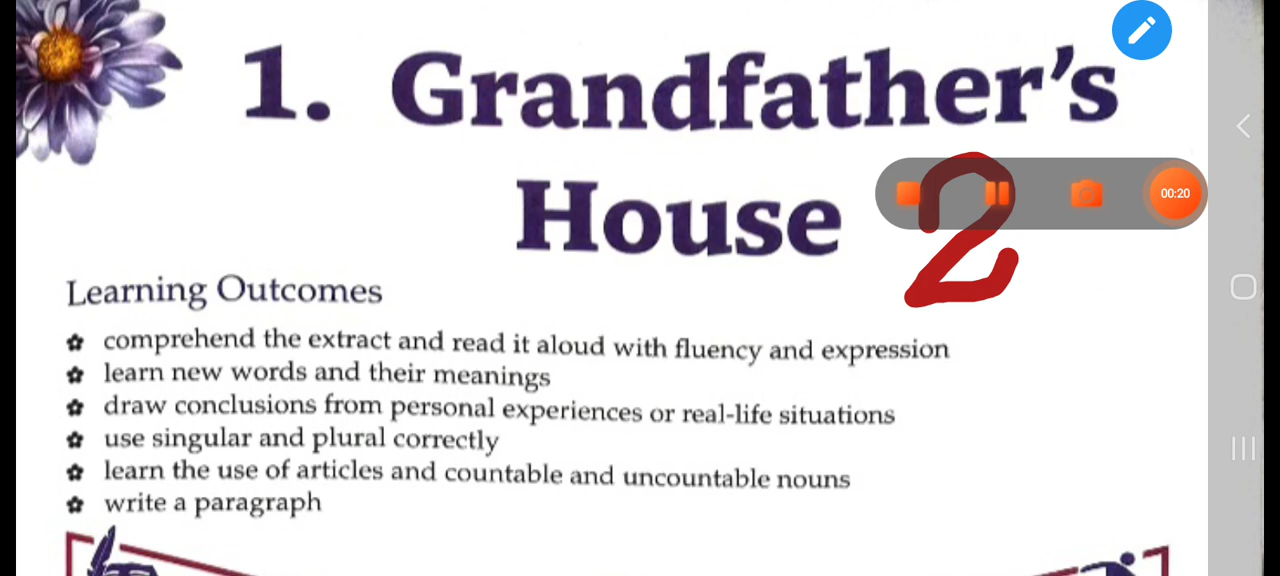 1. Grandfather's
House
2
00:20
Learning Outcomes
comprehend the extract and read it aloud with fluency and expression
learn new words and their meanings
draw conclusions from personal experiences or real-life situations
use singular and plural correctly
learn the use of articles and countable and uncountable nouns
write a paragraph